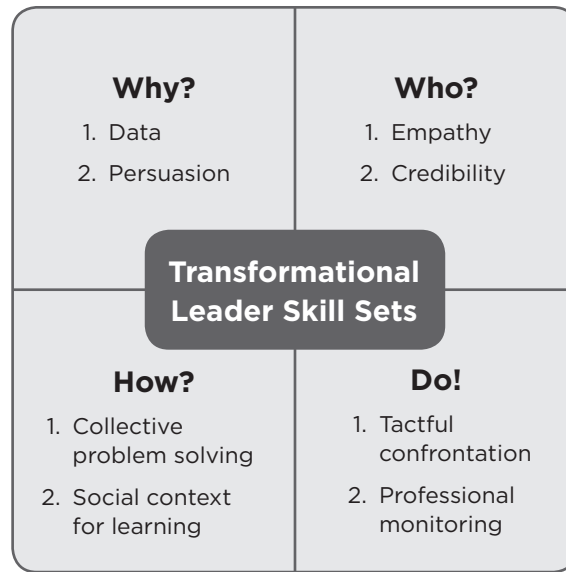 Why?
1. Data
2. Persuasion
Who?
1. Empathy
2. Credibility
Transformational
Leader Skill Sets
How?
1. Collective
problem solving
2. Social context
for learning
Do!
1. Tactful
confrontation
2. Professional
monitoring